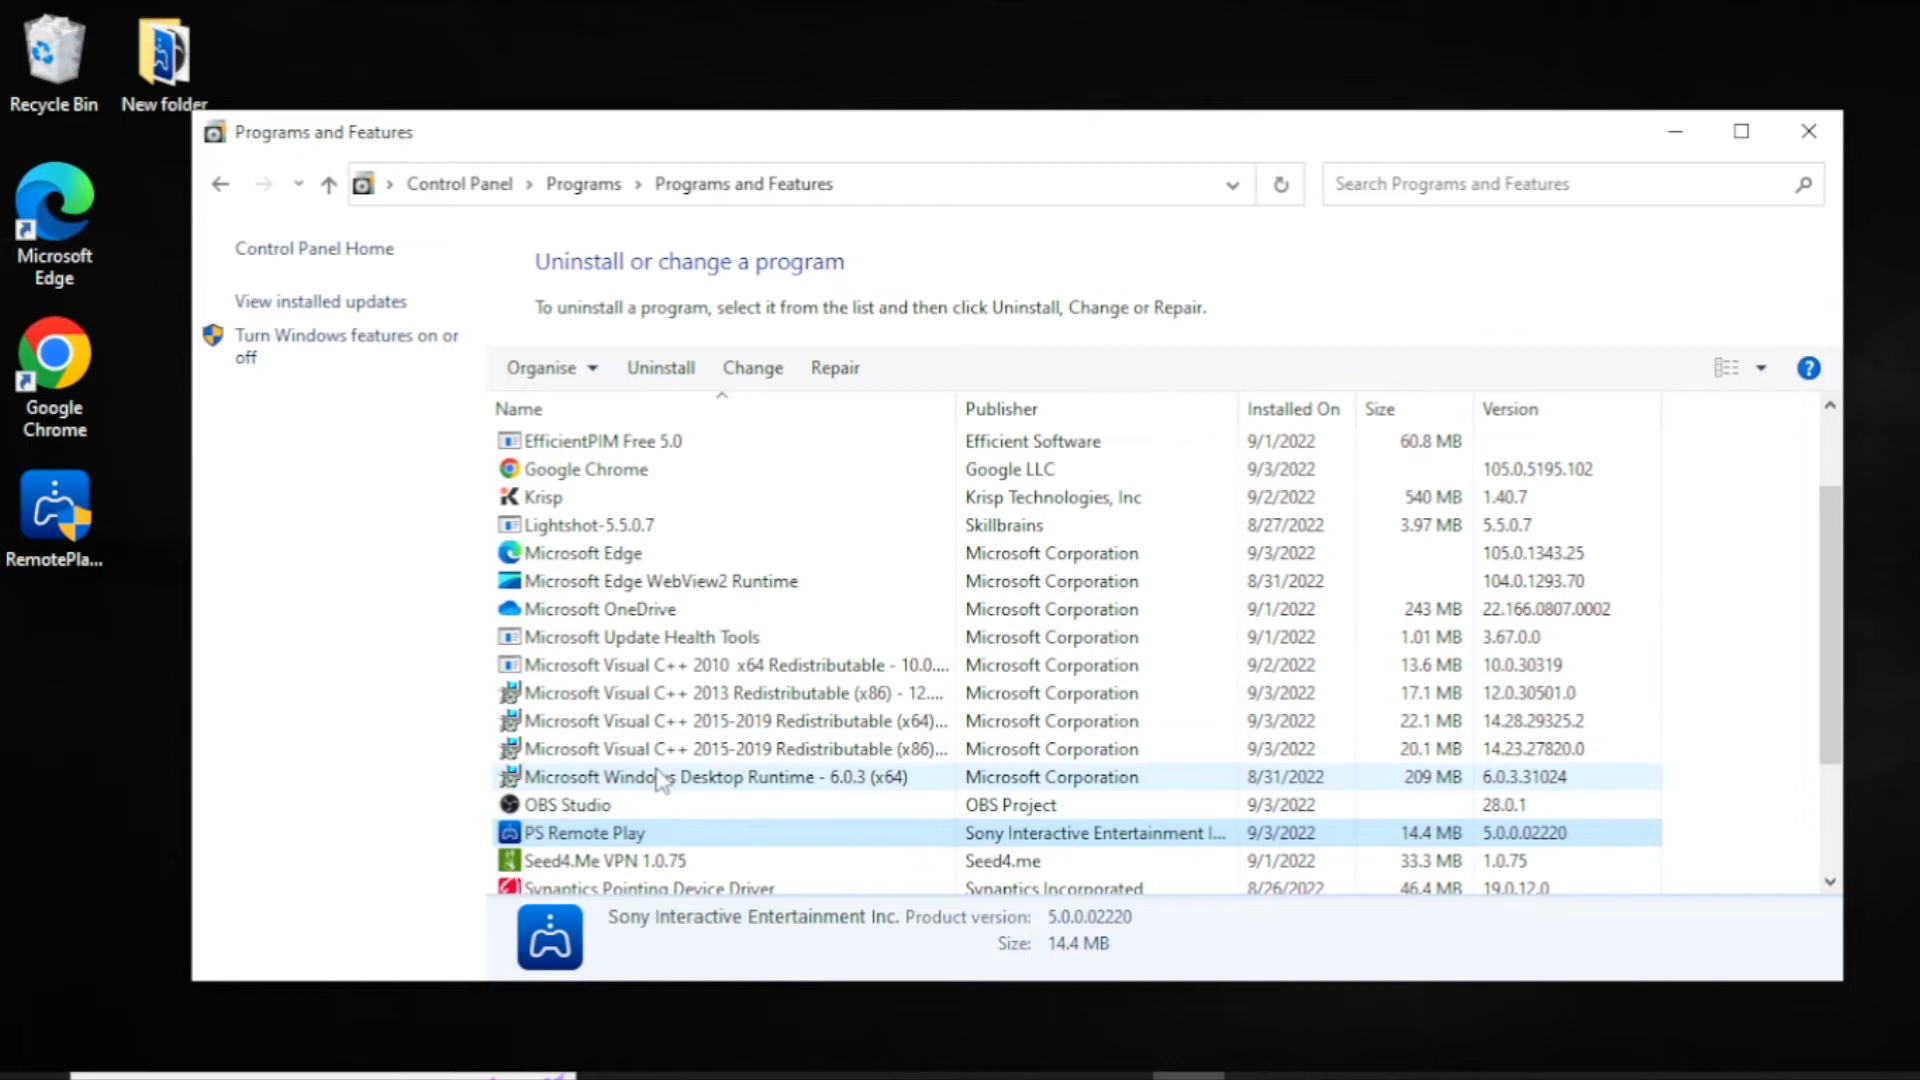 Recycle Bin
New folder
Microsoft
Edge
Google
Chrome
RemotePla...
Programs and Features
Control Panel > Programs > Programs and Features
Search Programs and Features
Control Panel Home
View installed updates
Turn Windows features on or
off
Uninstall or change a program
To uninstall a program, select it from the list and then click Uninstall, Change or Repair.
Organise Uninstall Change Repair
Name Publisher Installed On Size Version
EfficientPIM Free 5.0 Efficient Software 9/1/2022 60.8 MB
Google Chrome Google LLC 9/3/2022 105.0.5195.102
Krisp Krisp Technologies, Inc 9/2/2022 540 MB 1.40.7
Lightshot-5.5.0.7 Skillbrains 8/27/2022 3.97 MB 5.5.0.7
Microsoft Edge Microsoft Corporation 9/3/2022 105.0.1343.25
Microsoft Edge WebView2 Runtime Microsoft Corporation 8/31/2022 104.0.1293.70
Microsoft OneDrive Microsoft Corporation 9/1/2022 243 MB 22.166.0807.0002
Microsoft Update Health Tools Microsoft Corporation 9/1/2022 1.01 MB 3.67.0.0
Microsoft Visual C++ 2010 x64 Redistributable - 10.0.... Microsoft Corporation 9/2/2022 13.6 MB 10.0.30319
Microsoft Visual C++ 2013 Redistributable (x86) - 12.... Microsoft Corporation 9/3/2022 17.1 MB 12.0.30501.0
Microsoft Visual C++ 2015-2019 Redistributable (x64)... Microsoft Corporation 9/3/2022 22.1 MB 14.28.29325.2
Microsoft Visual C++ 2015-2019 Redistributable (x86)... Microsoft Corporation 9/3/2022 20.1 MB 14.23.27820.0
Microsoft Windows Desktop Runtime - 6.0.3 (x64) Microsoft Corporation 8/31/2022 209 MB 6.0.3.31024
OBS Studio OBS Project 9/3/2022 28.0.1
PS Remote Play Sony Interactive Entertainment I... 9/3/2022 14.4 MB 5.0.0.02220
Seed4.Me VPN 1.0.75 Seed4.me 9/1/2022 33.3 MB 1.0.75
Synaptics Pointing Device Driver Synaptics Incorporated 8/26/2022 46.4 MB 19.0.12.0
Sony Interactive Entertainment Inc. Product version: 5.0.0.02220
Size: 14.4 MB